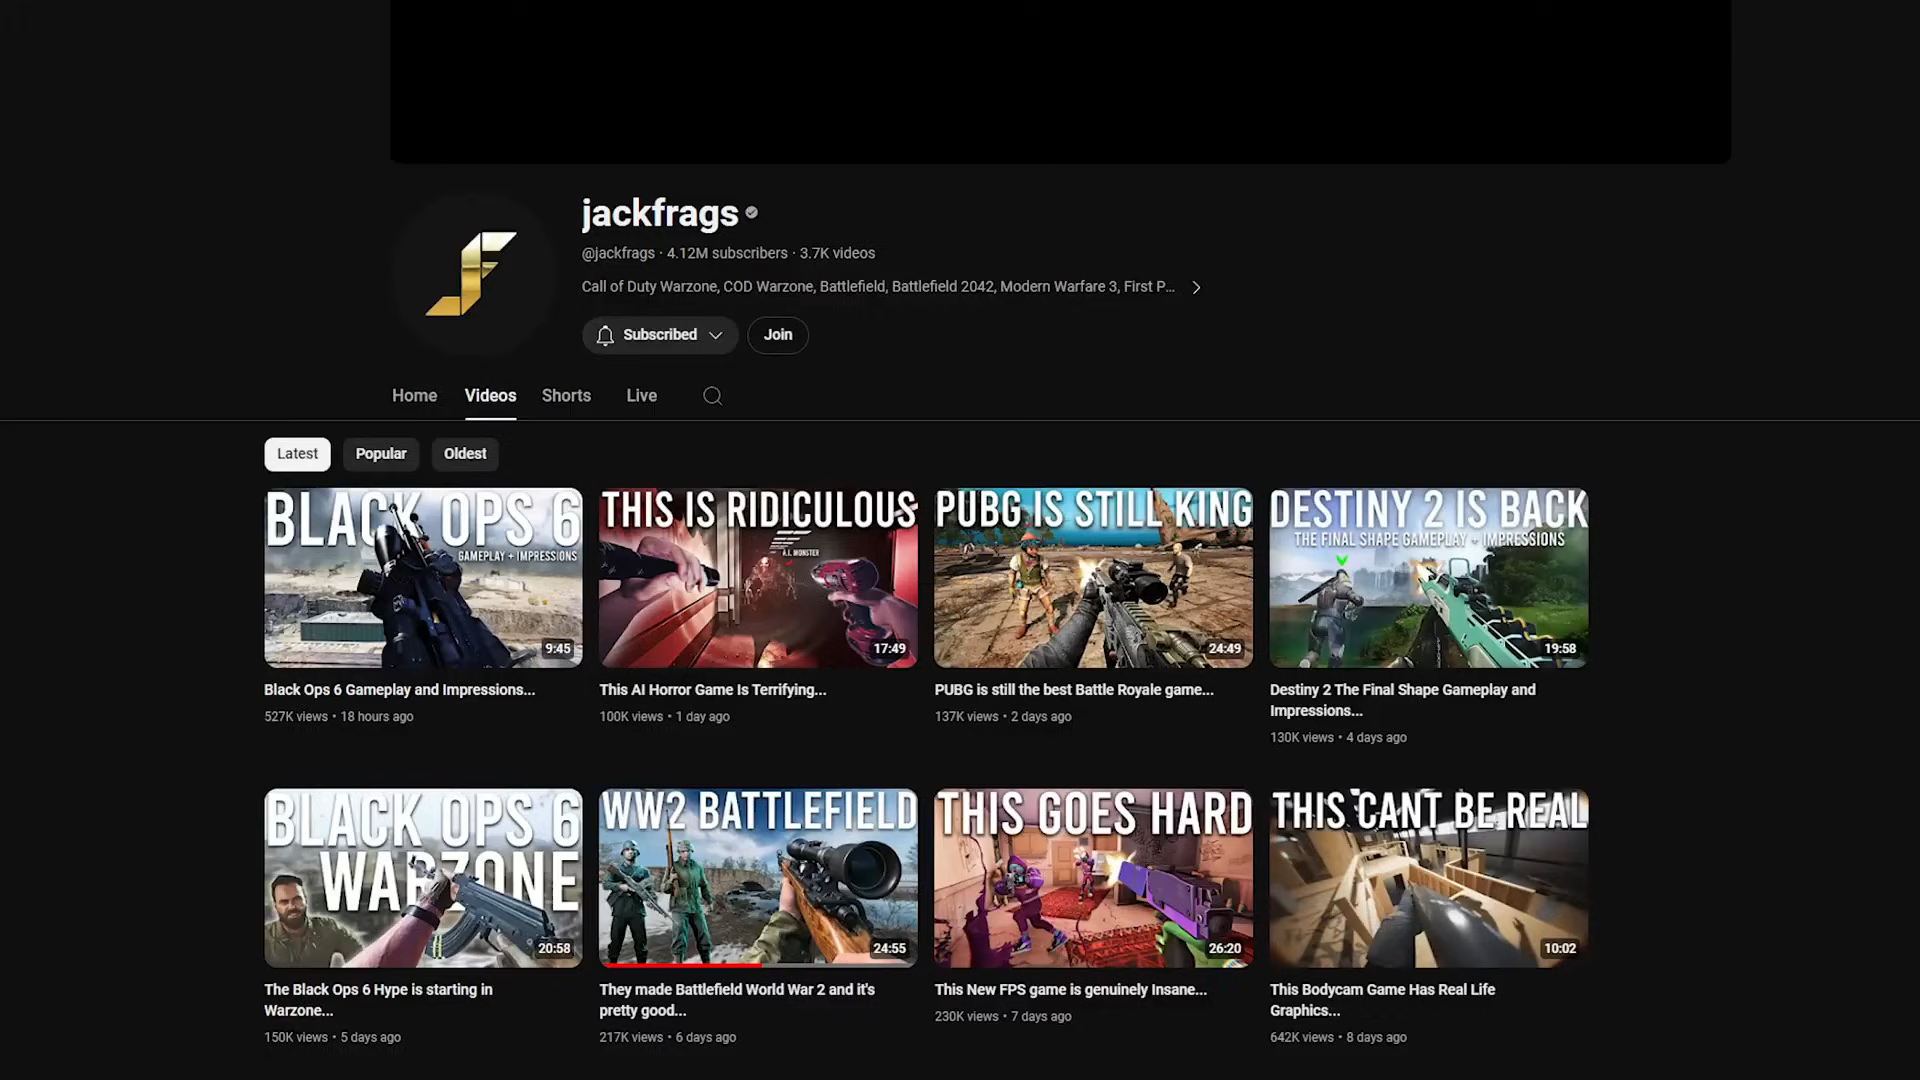 jackfrags
@jackfrags · 4.12M subscribers · 3.7K videos
Call of Duty Warzone, COD Warzone, Battlefield, Battlefield 2042, Modern Warfare 3, First P...
Subscribed
Join
Home Videos Shorts Live
Latest Popular Oldest
BLACK OPS 6
GAMEPLAY + IMPRESSIONS
9:45
THIS IS RIDICULOUS
A.I. MONSTER
17:49
PUBG IS STILL KING
24:49
DESTINY 2 IS BACK
THE FINAL SHAPE GAMEPLAY + IMPRESSIONS
19:58
Black Ops 6 Gameplay and Impressions...
527K views • 18 hours ago
This AI Horror Game Is Terrifying...
100K views • 1 day ago
PUBG is still the best Battle Royale game...
137K views • 2 days ago
Destiny 2 The Final Shape Gameplay and
Impressions...
130K views • 4 days ago
BLACK OPS 6
WARZONE
20:58
WW2 BATTLEFIELD
24:55
THIS GOES HARD
26:20
THIS CANT BE REAL
10:02
The Black Ops 6 Hype is starting in
Warzone...
150K views • 5 days ago
They made Battlefield World War 2 and it's
pretty good...
217K views • 6 days ago
This New FPS game is genuinely Insane...
230K views • 7 days ago
This Bodycam Game Has Real Life
Graphics...
642K views • 8 days ago